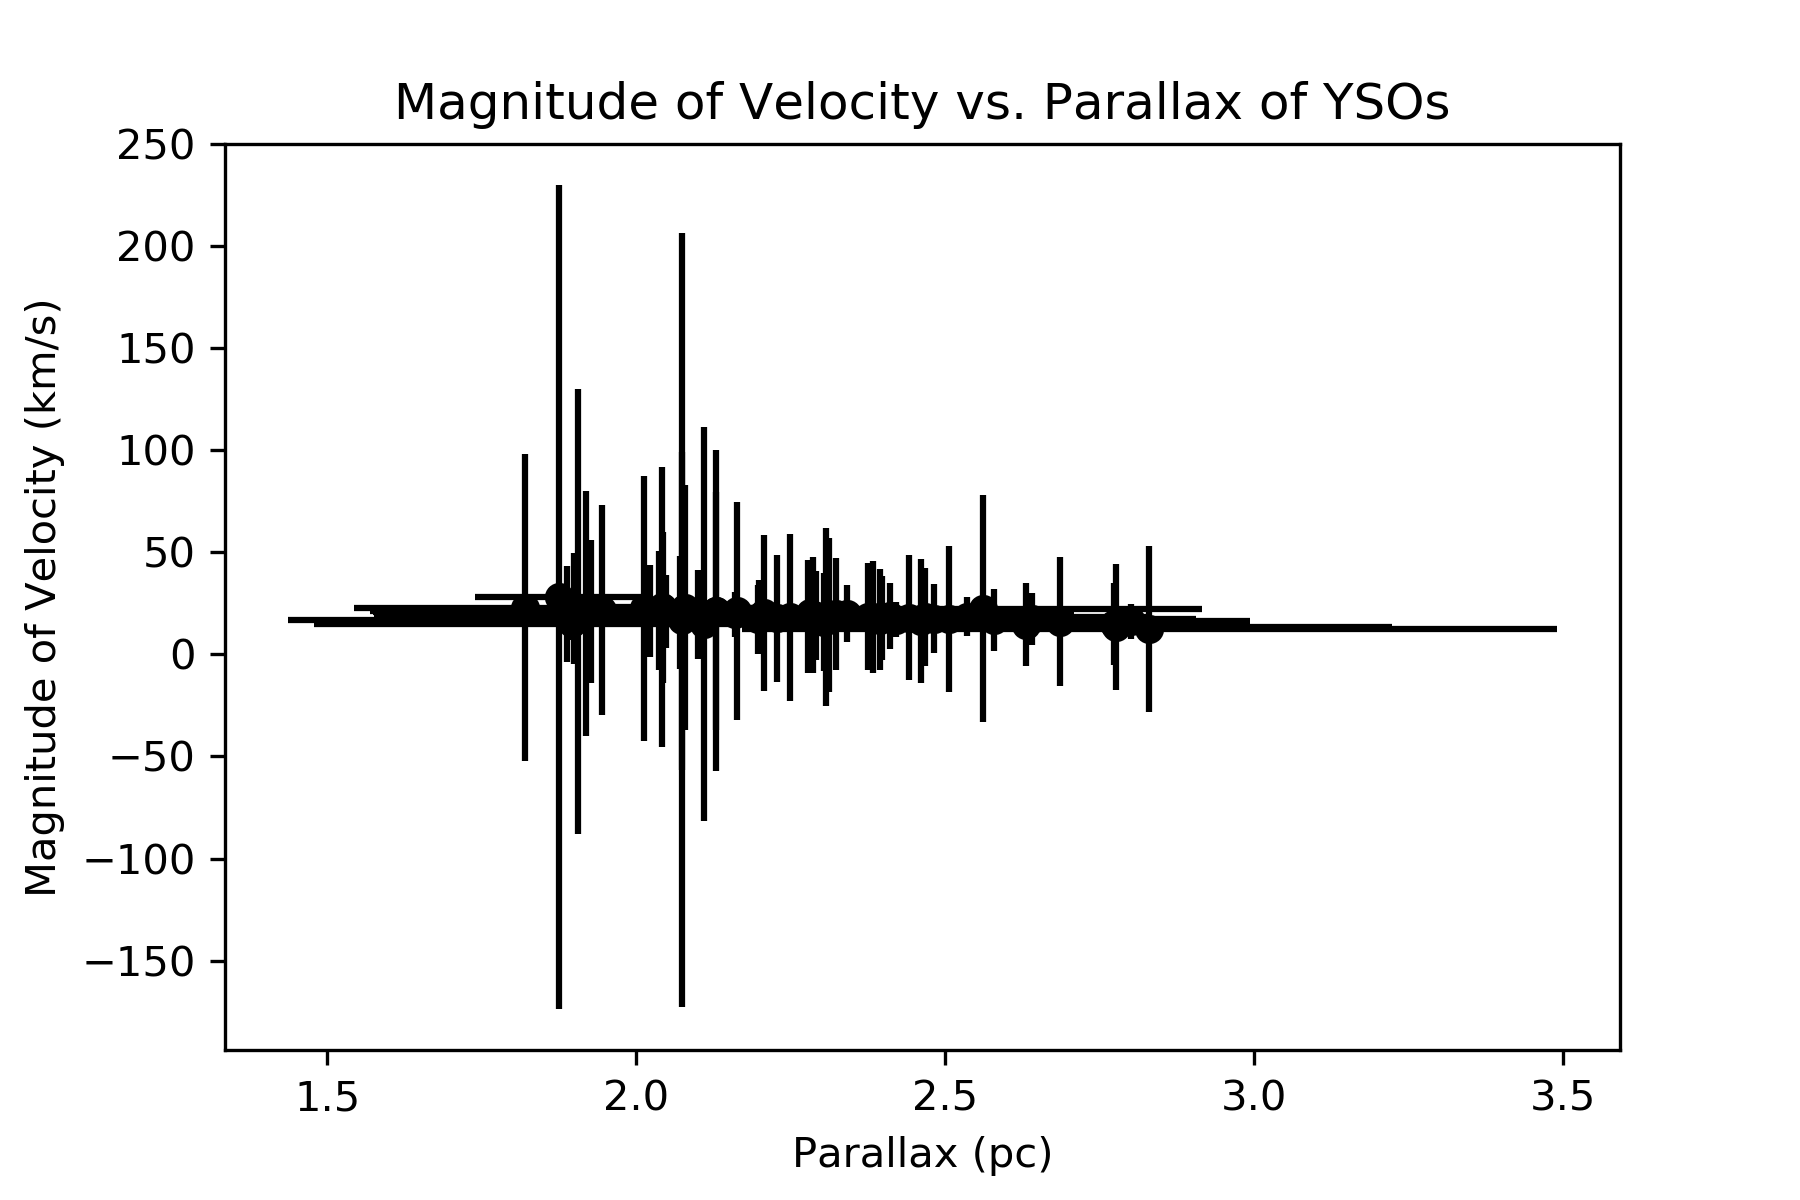 Magnitude of Velocity vs. Parallax of YSOs
250
200
150
100
50
0
−50
−100
−150
Magnitude of Velocity (km/s)
1.5 2.0 2.5 3.0 3.5
Parallax (pc)